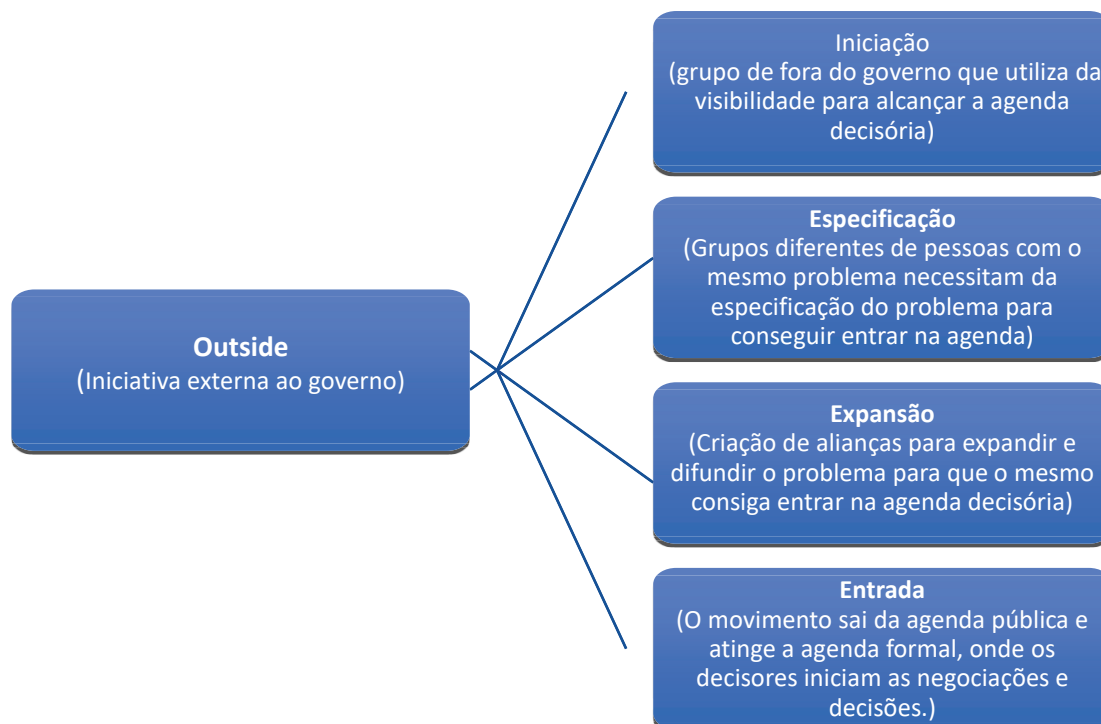 Outside
(Iniciativa externa ao governo)
Iniciação
(grupo de fora do governo que utiliza da
visibilidade para alcançar a agenda
decisória)
Especificação
(Grupos diferentes de pessoas com o
mesmo problema necessitam da
especificação do problema para
conseguir entrar na agenda)
Expansão
(Criação de alianças para expandir e
difundir o problema para que o mesmo
consiga entrar na agenda decisória)
Entrada
(O movimento sai da agenda pública e
atinge a agenda formal, onde os
decisores iniciam as negociações e
decisões.)